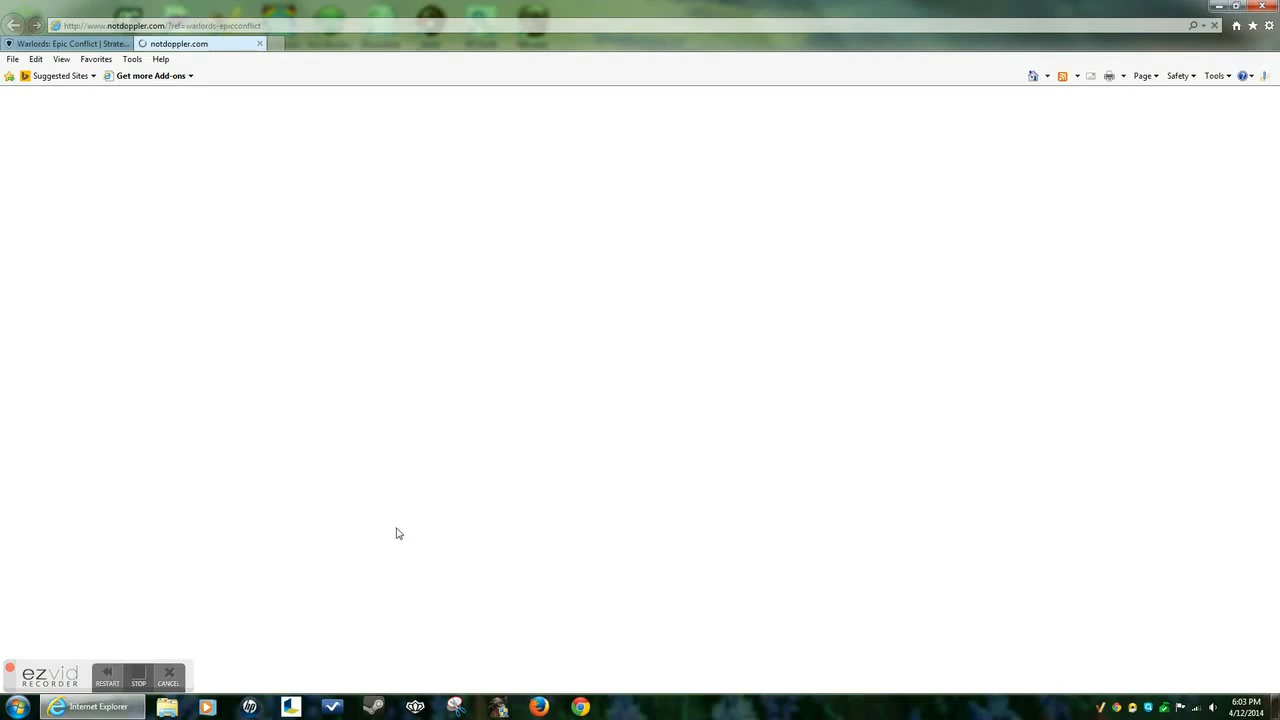 http://www.notdoppler.com/?ref=warlords-epicconflict
Warlords: Epic Conflict | Strate...
notdoppler.com
File Edit View Favorites Tools Help
Suggested Sites Get more Add-ons
Page Safety Tools
ezvid
RECORDER
RESTART STOP CANCEL
Internet Explorer
6:03 PM
4/12/2014